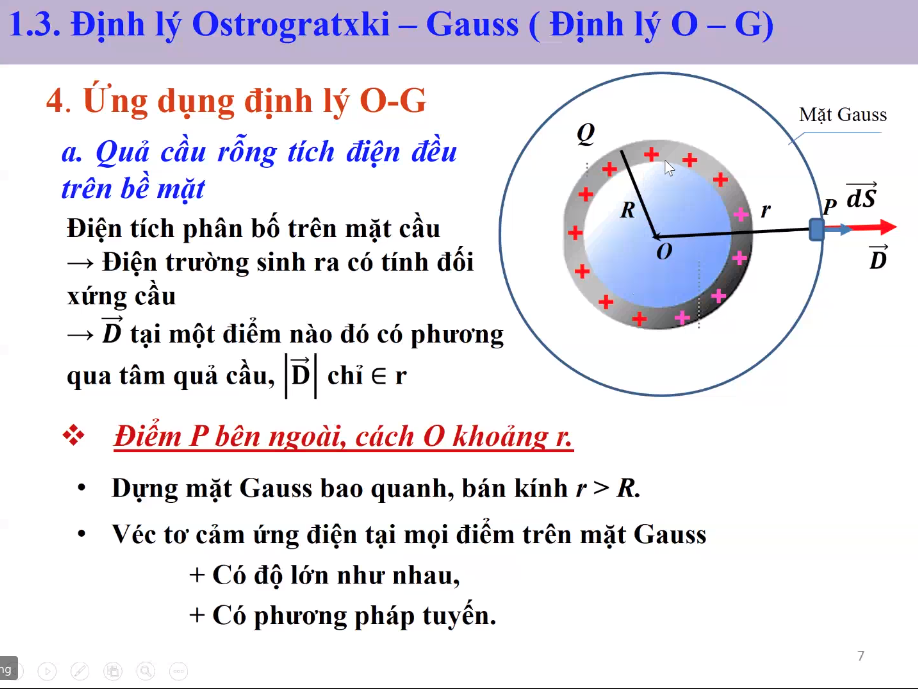 1.3. Định lý Ostrogratxki – Gauss ( Định lý O – G)
4. Ứng dụng định lý O-G
a. Quả cầu rỗng tích điện đều
trên bề mặt
Điện tích phân bố trên mặt cầu
→ Điện trường sinh ra có tính đối
xứng cầu
→ D⃗ tại một điểm nào đó có phương
qua tâm quả cầu, |D⃗| chỉ ∈ r
Mặt Gauss
Q
R
O
r
P
dS⃗
D⃗
❖ Điểm P bên ngoài, cách O khoảng r.
• Dựng mặt Gauss bao quanh, bán kính r > R.
• Véc tơ cảm ứng điện tại mọi điểm trên mặt Gauss
+ Có độ lớn như nhau,
+ Có phương pháp tuyến.
ng
7